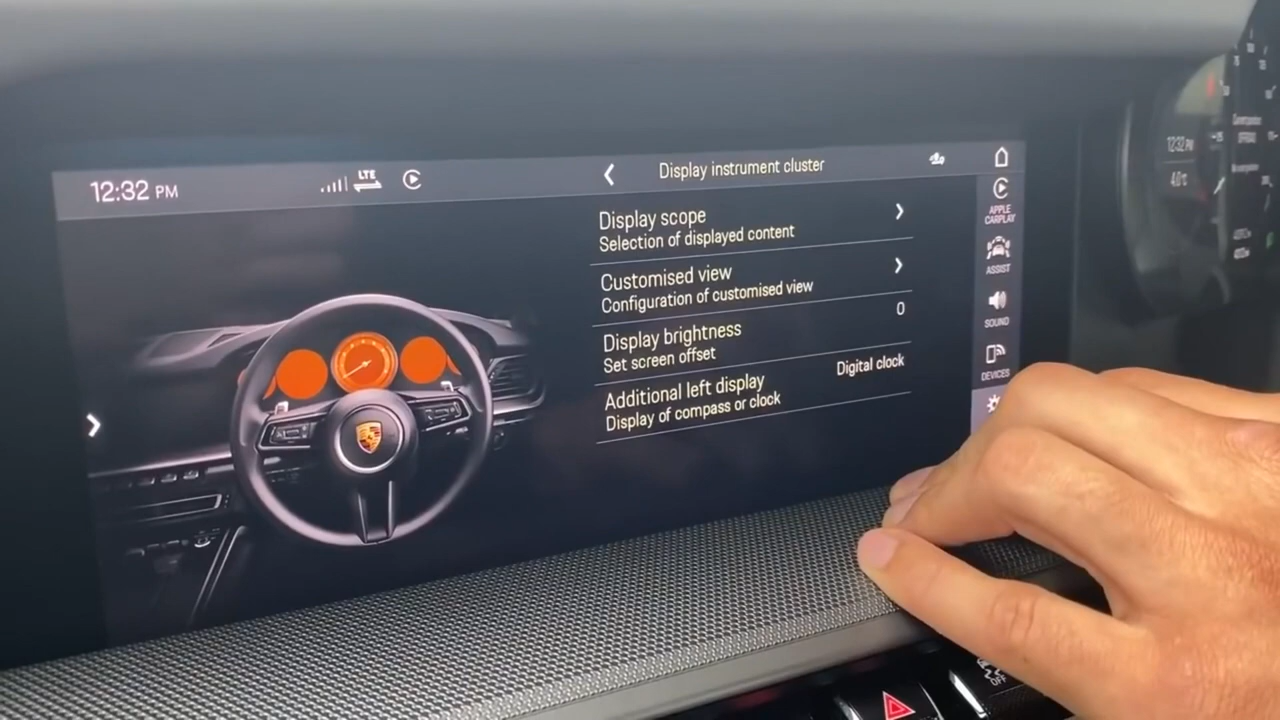 12:32 PM
LTE
Display instrument cluster
Display scope
Selection of displayed content
Customised view
Configuration of customised view
Display brightness
0
Set screen offset
Additional left display
Digital clock
Display of compass or clock
APPLE
CARPLAY
ASSIST
SOUND
DEVICES
12:32 PM
OFF